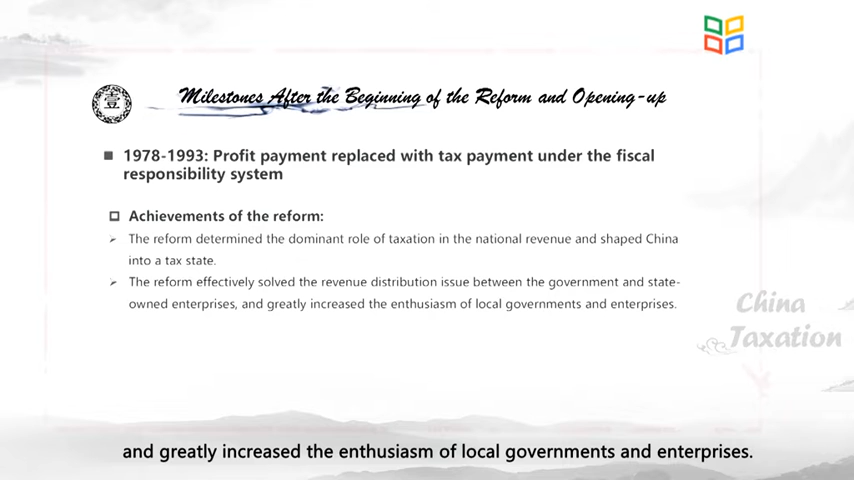 壹
Milestones After the Beginning of the Reform and Opening-up
1978-1993: Profit payment replaced with tax payment under the fiscal
responsibility system
Achievements of the reform:
The reform determined the dominant role of taxation in the national revenue and shaped China
into a tax state.
The reform effectively solved the revenue distribution issue between the government and state-
owned enterprises, and greatly increased the enthusiasm of local governments and enterprises.
China
Taxation
and greatly increased the enthusiasm of local governments and enterprises.